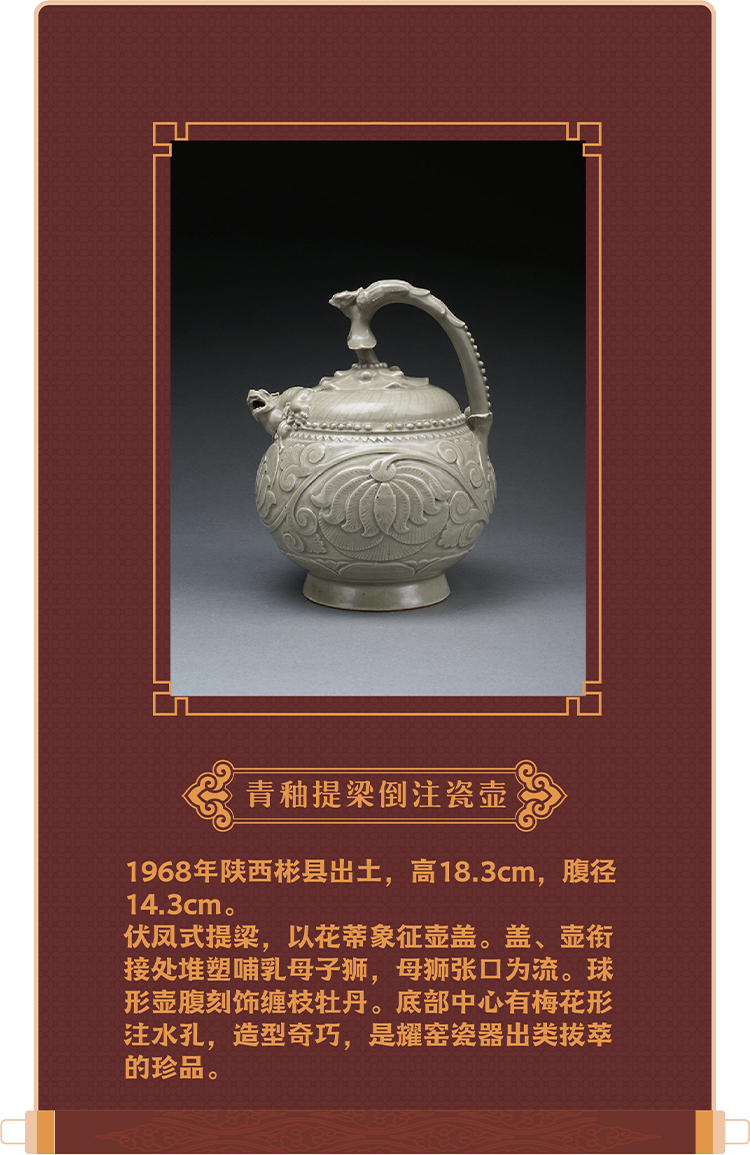 青釉提梁倒注瓷壶
1968年陕西彬县出土，高18.3cm，腹径
14.3cm。
伏凤式提梁，以花蒂象征壶盖。盖、壶衔
接处堆塑哺乳母子狮，母狮张口为流。球
形壶腹刻饰缠枝牡丹。底部中心有梅花形
注水孔，造型奇巧，是耀窑瓷器出类拔萃
的珍品。